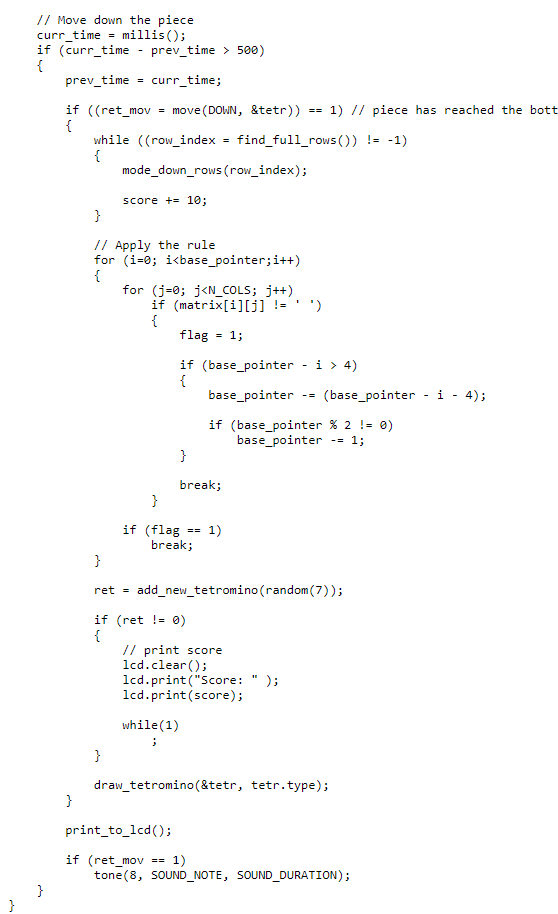 // Move down the piece
curr_time = millis();
if (curr_time - prev_time > 500)
{
prev_time = curr_time;
if ((ret_mov = move(DOWN, &tetr)) == 1) // piece has reached the bott
{
while ((row_index = find_full_rows()) != -1)
{
mode_down_rows(row_index);
score += 10;
}
// Apply the rule
for (i=0; i<base_pointer;i++)
{
for (j=0; j<N_COLS; j++)
if (matrix[i][j] != ' ')
{
flag = 1;
if (base_pointer - i > 4)
{
base_pointer -= (base_pointer - i - 4);
if (base_pointer % 2 != 0)
base_pointer -= 1;
}
break;
}
if (flag == 1)
break;
}
ret = add_new_tetromino(random(7));
if (ret != 0)
{
// print score
lcd.clear();
lcd.print("Score: " );
lcd.print(score);
while(1)
;
}
draw_tetromino(&tetr, tetr.type);
}
print_to_lcd();
if (ret_mov == 1)
tone(8, SOUND_NOTE, SOUND_DURATION);
}
}